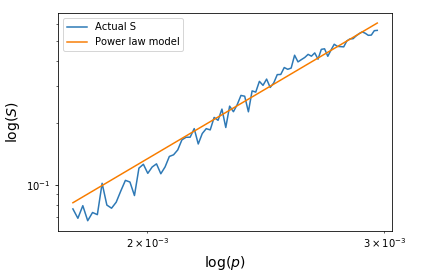 Actual S
Power law model
log(S)
10⁻¹
2 × 10⁻³
3 × 10⁻³
log(p)